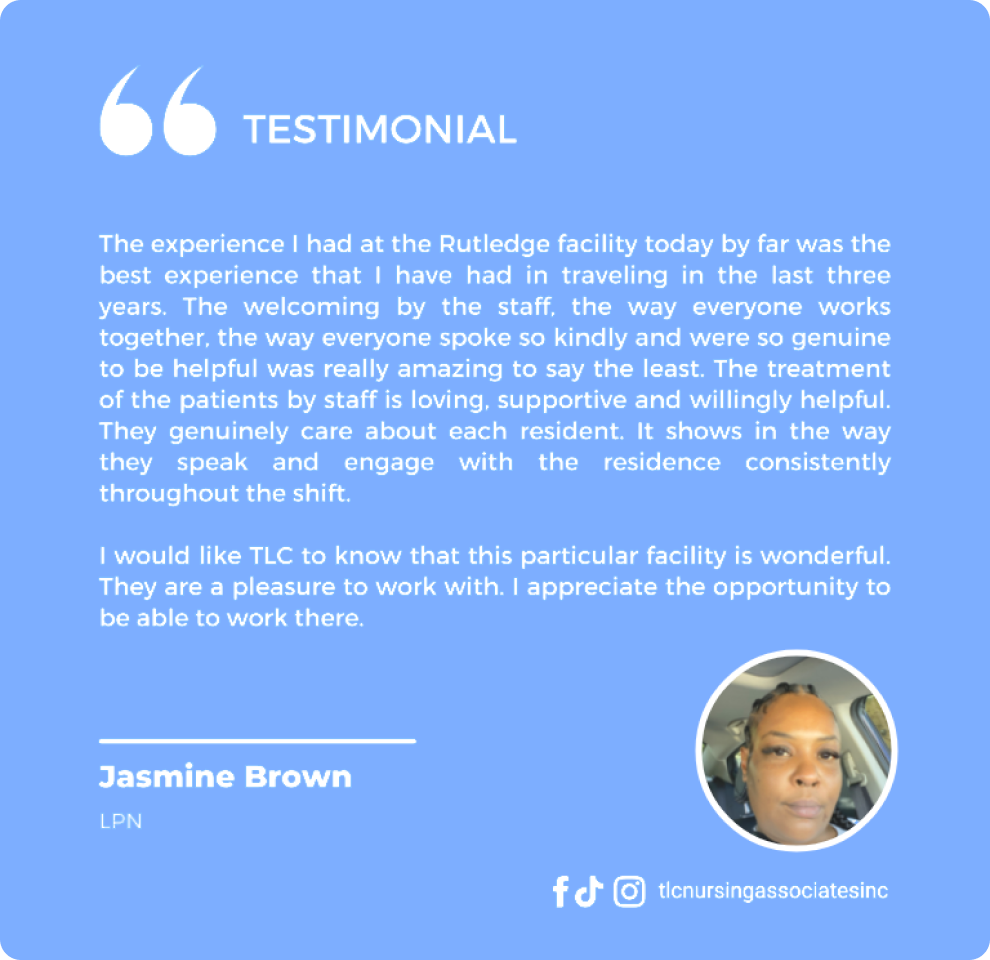 TESTIMONIAL
The experience I had at the Rutledge facility today by far was the
best experience that I have had in traveling in the last three
years. The welcoming by the staff, the way everyone works
together, the way everyone spoke so kindly and were so genuine
to be helpful was really amazing to say the least. The treatment
of the patients by staff is loving, supportive and willingly helpful.
They genuinely care about each resident. It shows in the way
they speak and engage with the residence consistently
throughout the shift.
I would like TLC to know that this particular facility is wonderful.
They are a pleasure to work with. I appreciate the opportunity to
be able to work there.
Jasmine Brown
LPN
tlcnursingassociatesinc